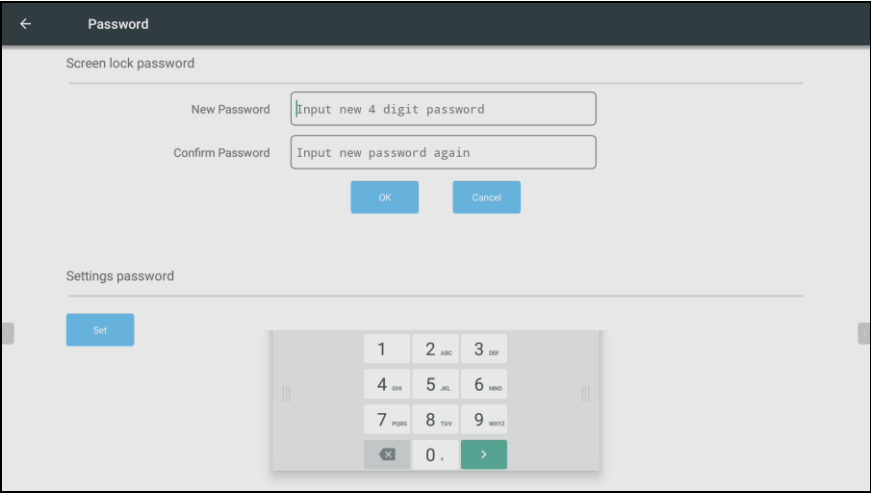 Password
Screen lock password
New Password Input new 4 digit password
Confirm Password Input new password again
OK Cancel
Settings password
Set
1 2 ABC 3 DEF
4 GHI 5 JKL 6 MNO
7 PQRS 8 TUV 9 WXYZ
0